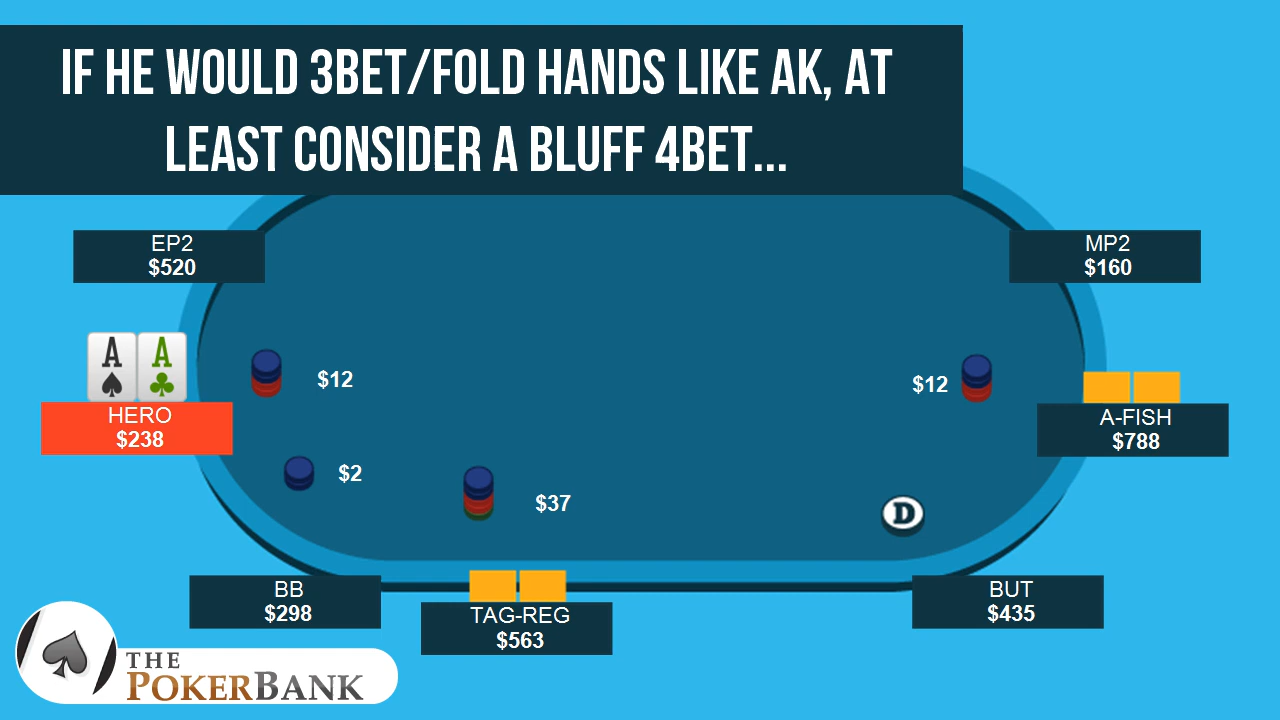 IF HE WOULD 3BET/FOLD HANDS LIKE AK, AT
LEAST CONSIDER A BLUFF 4BET...
EP2
$520
MP2
$160
A A
HERO
$238
$12
$2
$37
$12
A-FISH
$788
D
BB
$298
TAG-REG
$563
BUT
$435
THE
POKERBANK